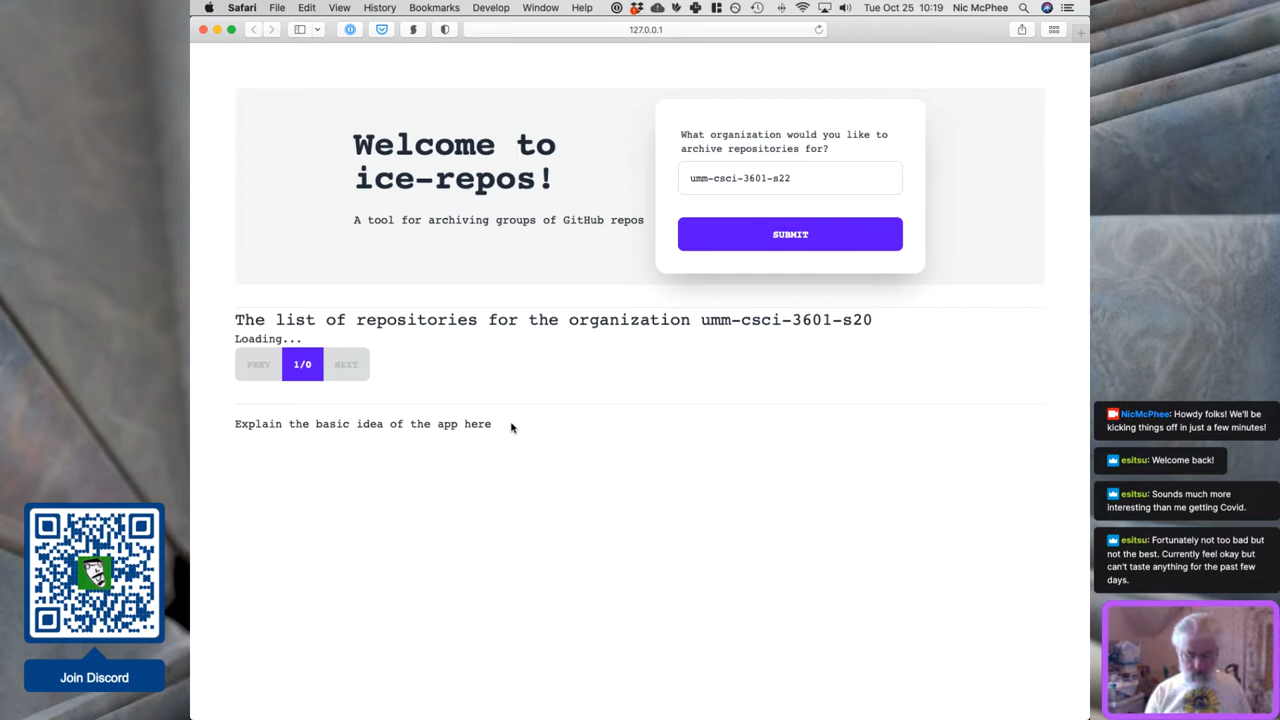 Safari File Edit View History Bookmarks Develop Window Help Tue Oct 25 10:19 Nic McPhee
127.0.0.1
Welcome to
ice-repos!
A tool for archiving groups of GitHub repos
What organization would you like to
archive repositories for?
umm-csci-3601-s22
SUBMIT
The list of repositories for the organization umm-csci-3601-s20
Loading...
PREV 1/0 NEXT
Explain the basic idea of the app here
NicMcPhee: Howdy folks! We'll be
kicking things off in just a few minutes!
esitsu: Welcome back!
esitsu: Sounds much more
interesting than me getting Covid.
esitsu: Fortunately not too bad but
not the best. Currently feel okay but
can't taste anything for the past few
days.
Join Discord